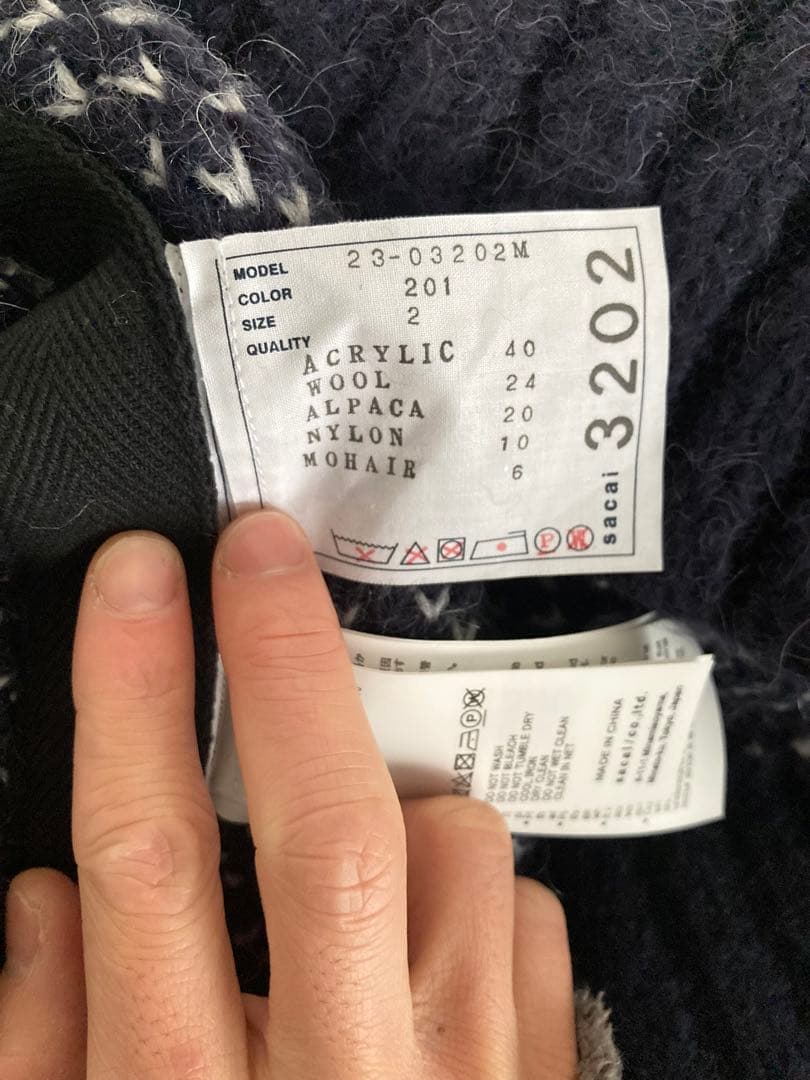 MODEL 23-03202M
COLOR 201
SIZE 2
QUALITY
ACRYLIC 40
WOOL 24
ALPACA 20
NYLON 10
MOHAIR 6
P
W
sacai 3202
P
DO NOT WASH
DO NOT BLEACH
DO NOT TUMBLE DRY
COOL IRON
DRY CLEAN
DO NOT WET CLEAN
CLEAN IN NET
MADE IN CHINA
sacai/co.,ltd.
Tokyo, Japan